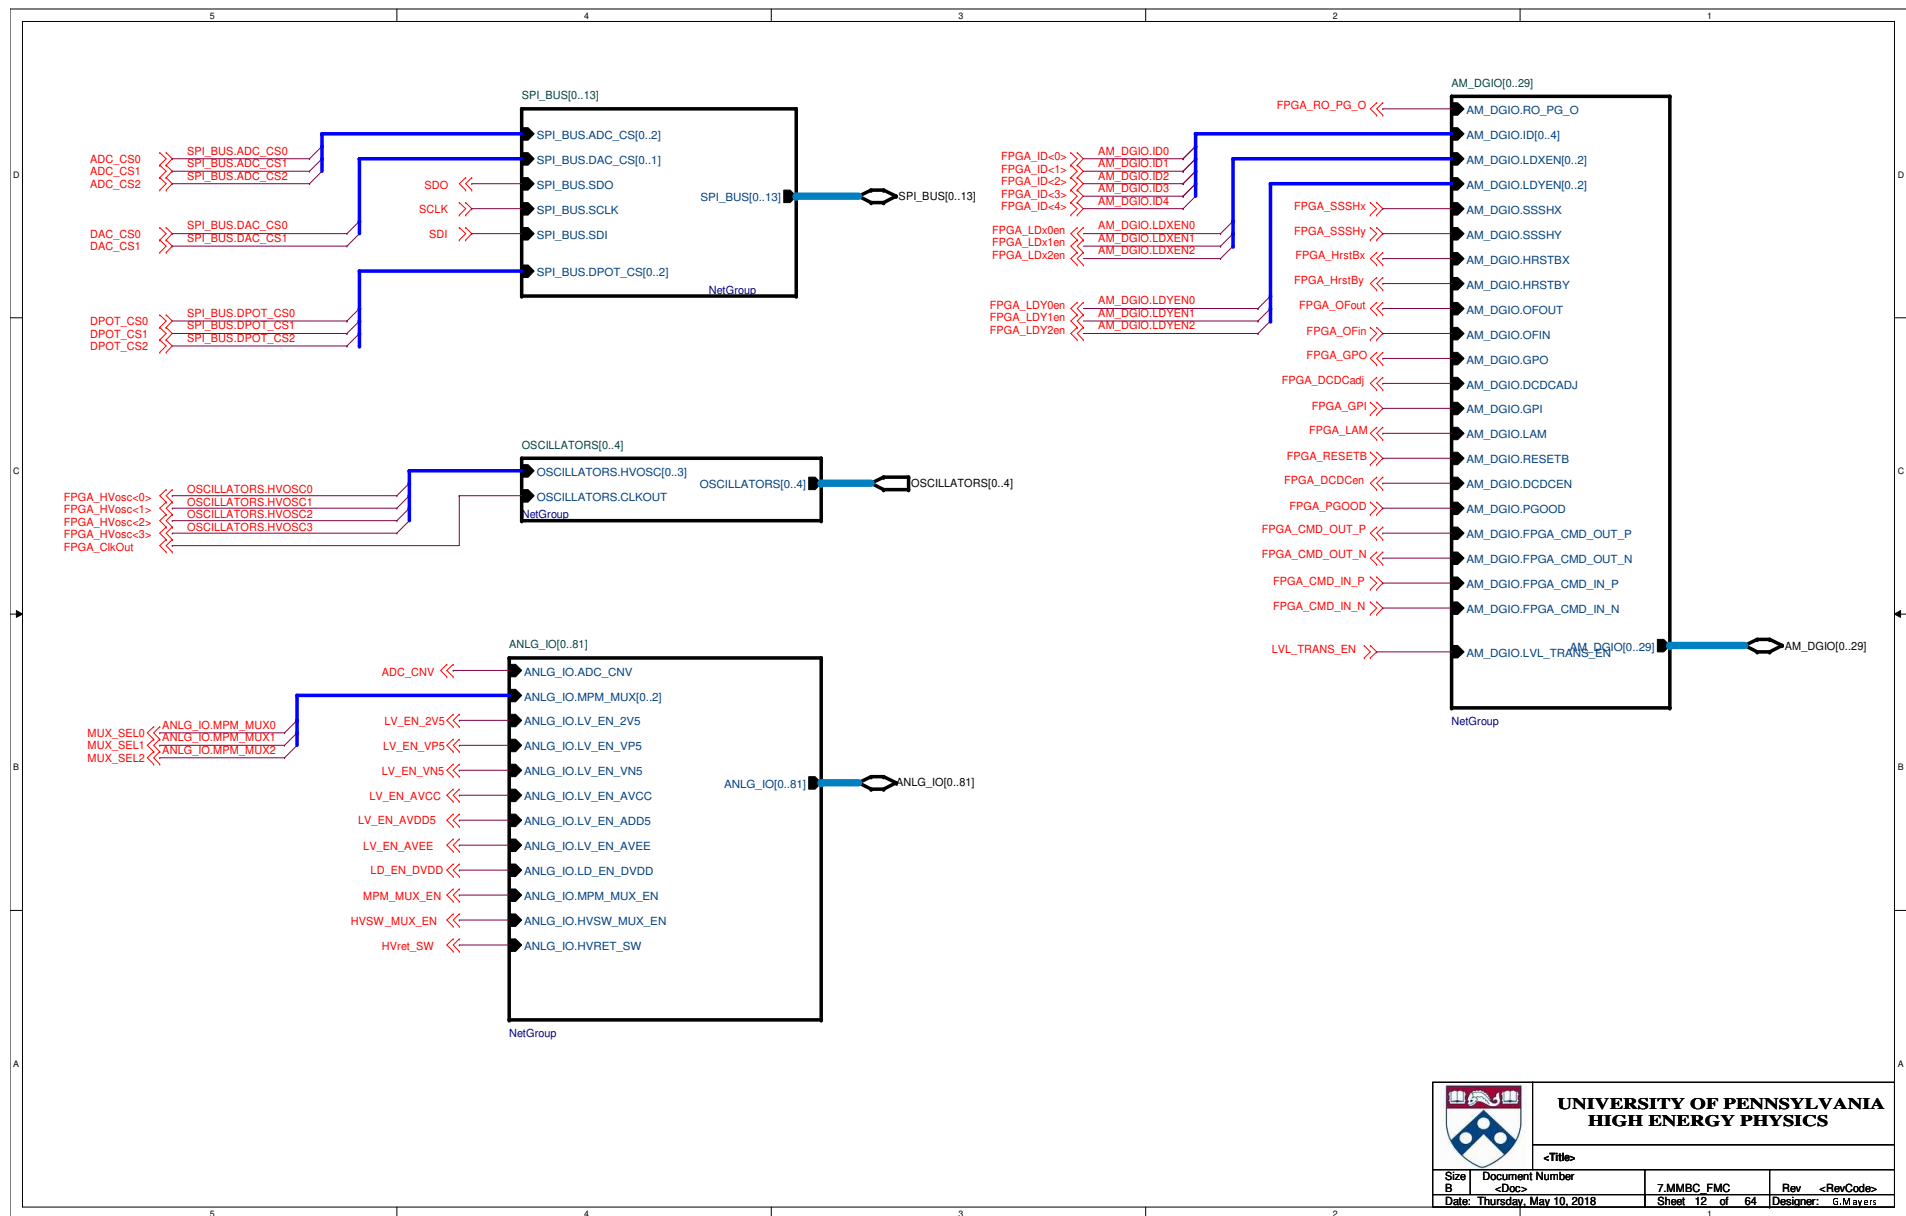 5 4 3 2 1
D
C
B
A
SPI_BUS[0..13]
ADC_CS0 SPI_BUS.ADC_CS0
ADC_CS1 SPI_BUS.ADC_CS1
ADC_CS2 SPI_BUS.ADC_CS2
DAC_CS0 SPI_BUS.DAC_CS0
DAC_CS1 SPI_BUS.DAC_CS1
DPOT_CS0 SPI_BUS.DPOT_CS0
DPOT_CS1 SPI_BUS.DPOT_CS1
DPOT_CS2 SPI_BUS.DPOT_CS2
SPI_BUS.ADC_CS[0..2]
SPI_BUS.DAC_CS[0..1]
SDO SPI_BUS.SDO
SCLK SPI_BUS.SCLK
SDI SPI_BUS.SDI
SPI_BUS.DPOT_CS[0..2]
SPI_BUS[0..13] SPI_BUS[0..13]
NetGroup
OSCILLATORS[0..4]
FPGA_HVosc<0> OSCILLATORS.HVOSC0
FPGA_HVosc<1> OSCILLATORS.HVOSC1
FPGA_HVosc<2> OSCILLATORS.HVOSC2
FPGA_HVosc<3> OSCILLATORS.HVOSC3
FPGA_ClkOut
OSCILLATORS.HVOSC[0..3]
OSCILLATORS.CLKOUT
OSCILLATORS[0..4] OSCILLATORS[0..4]
NetGroup
ANLG_IO[0..81]
ADC_CNV ANLG_IO.ADC_CNV
ANLG_IO.MPM_MUX[0..2]
MUX_SEL0 ANLG_IO.MPM_MUX0
MUX_SEL1 ANLG_IO.MPM_MUX1
MUX_SEL2 ANLG_IO.MPM_MUX2
LV_EN_2V5 ANLG_IO.LV_EN_2V5
LV_EN_VP5 ANLG_IO.LV_EN_VP5
LV_EN_VN5 ANLG_IO.LV_EN_VN5
LV_EN_AVCC ANLG_IO.LV_EN_AVCC
LV_EN_AVDD5 ANLG_IO.LV_EN_ADD5
LV_EN_AVEE ANLG_IO.LV_EN_AVEE
LD_EN_DVDD ANLG_IO.LD_EN_DVDD
MPM_MUX_EN ANLG_IO.MPM_MUX_EN
HVSW_MUX_EN ANLG_IO.HVSW_MUX_EN
HVret_SW ANLG_IO.HVRET_SW
ANLG_IO[0..81] ANLG_IO[0..81]
NetGroup
AM_DGIO[0..29]
FPGA_RO_PG_O AM_DGIO.RO_PG_O
AM_DGIO.ID[0..4]
AM_DGIO.LDXEN[0..2]
AM_DGIO.LDYEN[0..2]
FPGA_ID<0> AM_DGIO.ID0
FPGA_ID<1> AM_DGIO.ID1
FPGA_ID<2> AM_DGIO.ID2
FPGA_ID<3> AM_DGIO.ID3
FPGA_ID<4> AM_DGIO.ID4
FPGA_LDx0en AM_DGIO.LDXEN0
FPGA_LDx1en AM_DGIO.LDXEN1
FPGA_LDx2en AM_DGIO.LDXEN2
FPGA_LDY0en AM_DGIO.LDYEN0
FPGA_LDY1en AM_DGIO.LDYEN1
FPGA_LDY2en AM_DGIO.LDYEN2
FPGA_SSSHx AM_DGIO.SSSHX
FPGA_SSSHy AM_DGIO.SSSHY
FPGA_HrstBx AM_DGIO.HRSTBX
FPGA_HrstBy AM_DGIO.HRSTBY
FPGA_OFout AM_DGIO.OFOUT
FPGA_OFin AM_DGIO.OFIN
FPGA_GPO AM_DGIO.GPO
FPGA_DCDCadj AM_DGIO.DCDCADJ
FPGA_GPI AM_DGIO.GPI
FPGA_LAM AM_DGIO.LAM
FPGA_RESETB AM_DGIO.RESETB
FPGA_DCDCen AM_DGIO.DCDCEN
FPGA_PGOOD AM_DGIO.PGOOD
FPGA_CMD_OUT_P AM_DGIO.FPGA_CMD_OUT_P
FPGA_CMD_OUT_N AM_DGIO.FPGA_CMD_OUT_N
FPGA_CMD_IN_P AM_DGIO.FPGA_CMD_IN_P
FPGA_CMD_IN_N AM_DGIO.FPGA_CMD_IN_N
LVL_TRANS_EN AM_DGIO.LVL_TRANS_EN
AM_DGIO[0..29] AM_DGIO[0..29]
NetGroup
D
C
B
A
UNIVERSITY OF PENNSYLVANIA
HIGH ENERGY PHYSICS
<Title>
Size Document Number
B <Doc> 7.MMBC_FMC Rev <RevCode>
Date: Thursday, May 10, 2018 Sheet 12 of 64 Designer: G.Mayers
5 4 3 2 1